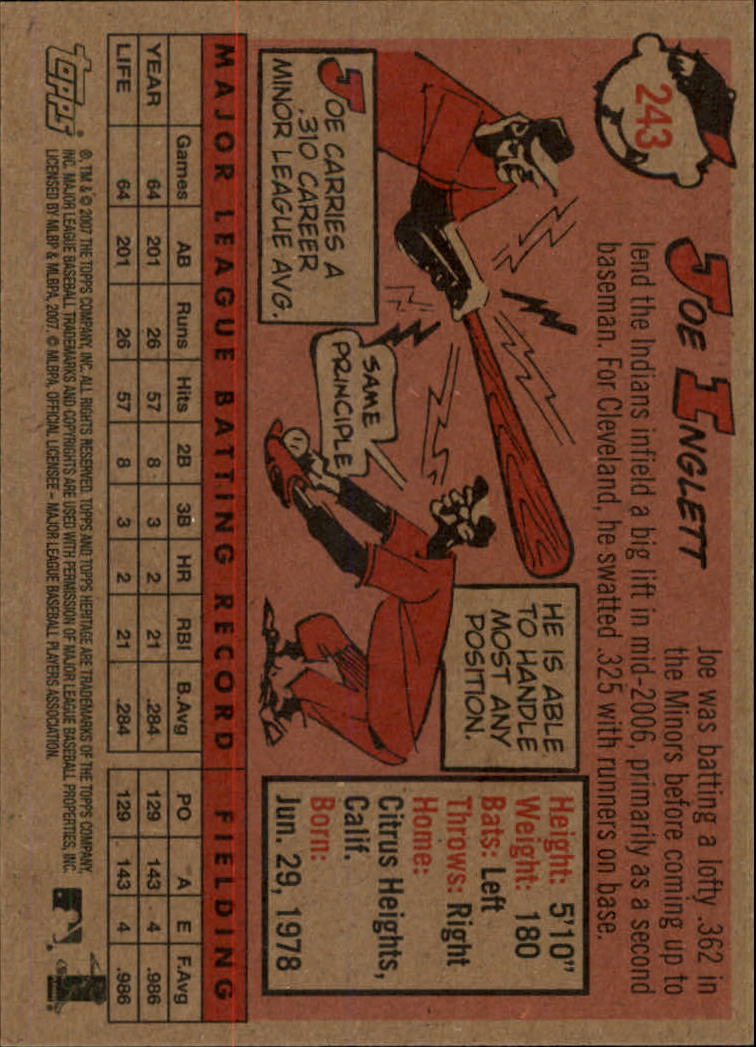 243
JOE INGLETT
Joe was batting a lofty .362 in
the Minors before coming up to
lend the Indians infield a big lift in mid-2006, primarily as a second
baseman. For Cleveland, he swatted .325 with runners on base.
JOE CARRIES A
.310 CAREER
MINOR LEAGUE AVG.
SAME
PRINCIPLE
HE IS ABLE
TO HANDLE
MOST ANY
POSITION.
Height: 5'10"
Weight: 180
Bats: Left
Throws: Right
Home:
Citrus Heights,
Calif.
Born:
Jun. 29, 1978
MAJOR LEAGUE BATTING RECORD FIELDING
Games AB Runs Hits 2B 3B HR RBI B.Avg PO A E F.Avg
YEAR 64 201 26 57 8 3 2 21 .284 129 143 4 .986
LIFE 64 201 26 57 8 3 2 21 .284 129 143 4 .986
topps®
®, TM & © 2007 THE TOPPS COMPANY, INC. ALL RIGHTS RESERVED. TOPPS AND TOPPS HERITAGE ARE TRADEMARKS OF THE TOPPS COMPANY,
INC. MAJOR LEAGUE BASEBALL TRADEMARKS AND COPYRIGHTS ARE USED WITH PERMISSION OF MAJOR LEAGUE BASEBALL PROPERTIES, INC.
LICENSED BY MLBP & MLBPA, 2007. © MLBPA, OFFICIAL LICENSEE – MAJOR LEAGUE BASEBALL PLAYERS ASSOCIATION.